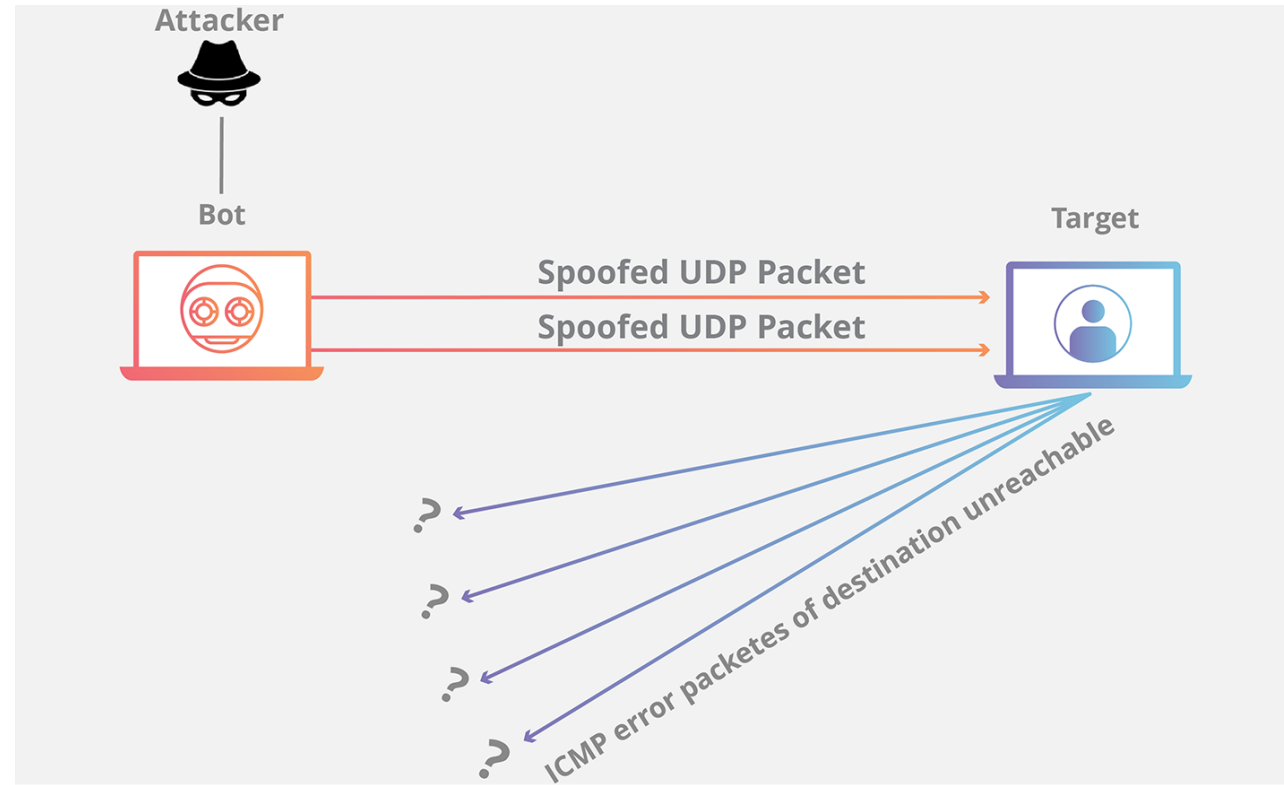 Attacker
Bot
Target
Spoofed UDP Packet
Spoofed UDP Packet
ICMP error packetes of destination unreachable
?
?
?
?